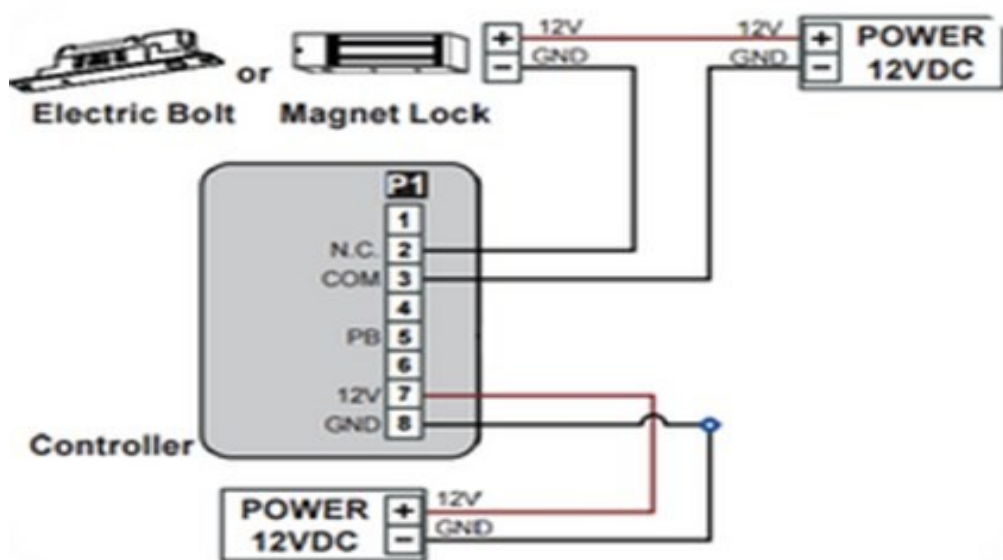 + 12V 12V + POWER
- GND GND - 12VDC
or
Electric Bolt Magnet Lock
P1
1
N.C. 2
COM 3
4
PB 5
6
12V 7
GND 8
Controller
POWER + 12V
12VDC - GND